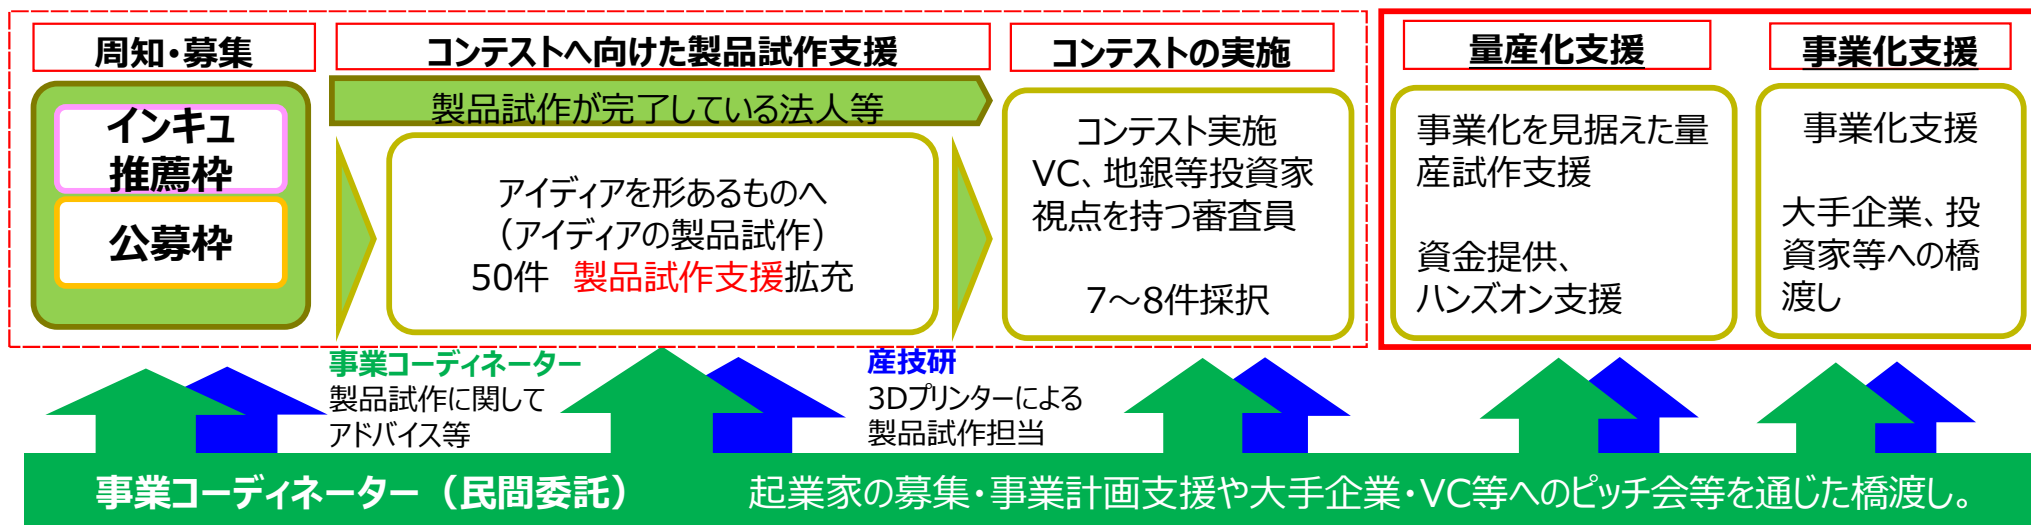 周知・募集
インキュ
推薦枠
公募枠
コンテストへ向けた製品試作支援
製品試作が完了している法人等
アイディアを形あるものへ
（アイディアの製品試作）
50件　製品試作支援拡充
コンテストの実施
コンテスト実施
VC、地銀等投資家
視点を持つ審査員
7～8件採択
量産化支援
事業化を見据えた量
産試作支援
資金提供、
ハンズオン支援
事業化支援
事業化支援
大手企業、投
資家等への橋
渡し
事業コーディネーター
製品試作に関して
アドバイス等
産技研
3Dプリンターによる
製品試作担当
事業コーディネーター（民間委託）　　起業家の募集・事業計画支援や大手企業・VC等へのピッチ会等を通じた橋渡し。